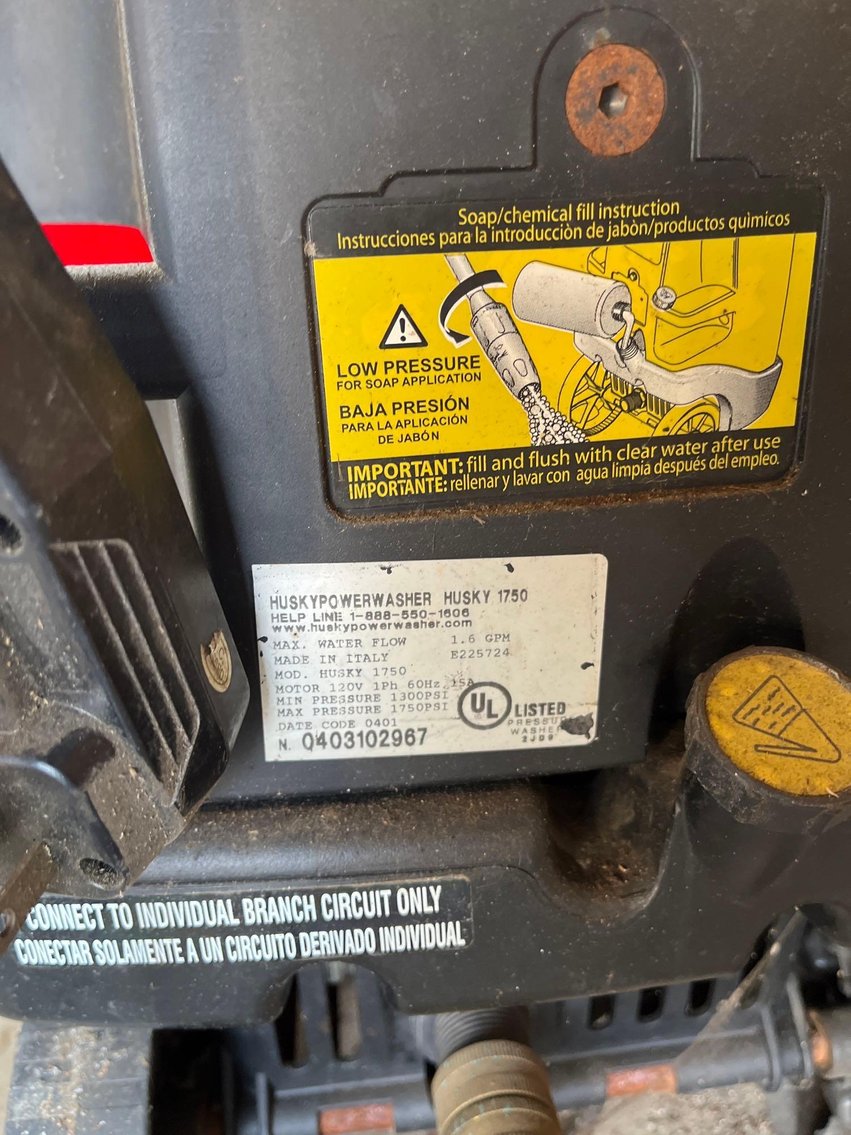 Soap/chemical fill instruction
Instrucciones para la introducciòn de jabòn/productos quìmicos
LOW PRESSURE
FOR SOAP APPLICATION
BAJA PRESIÓN
PARA LA APLICACIÓN
DE JABÓN
IMPORTANT: fill and flush with clear water after use
IMPORTANTE: rellenar y lavar con agua limpia después del empleo.
HUSKYPOWERWASHER HUSKY 1750
HELP LINE 1-888-550-1606
www.huskypowerwasher.com
MAX. WATER FLOW 1.6 GPM
MADE IN ITALY E225724
MOD. HUSKY 1750
MOTOR 120V 1Ph 60Hz 15A
MIN PRESSURE 1300PSI
MAX PRESSURE 1750PSI
DATE CODE 0401
N. Q403102967
UL LISTED
PRESSURE
WASHER
2JD9
CONNECT TO INDIVIDUAL BRANCH CIRCUIT ONLY
CONECTAR SOLAMENTE A UN CIRCUITO DERIVADO INDIVIDUAL